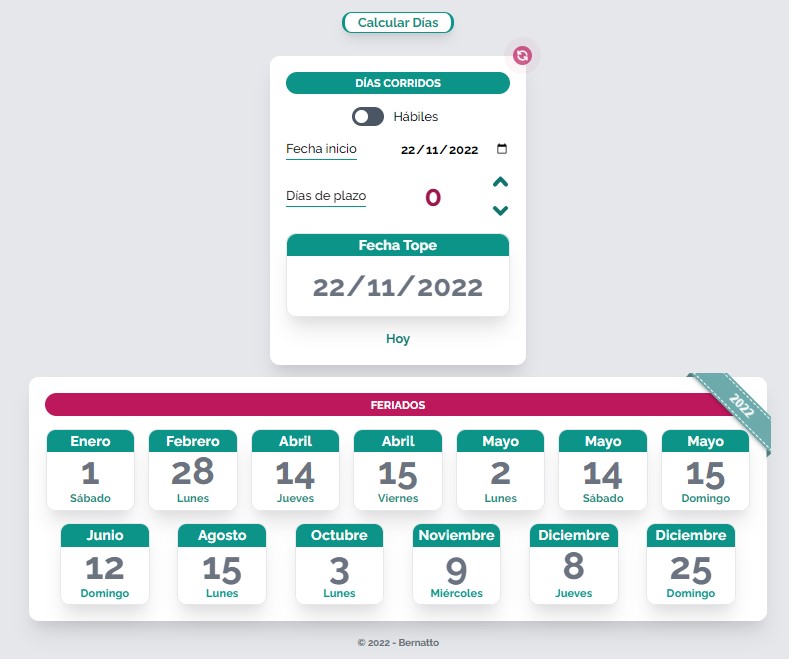 Calcular Días
DÍAS CORRIDOS
Hábiles
Fecha inicio 22/11/2022
Días de plazo 0
Fecha Tope
22/11/2022
Hoy
2022
FERIADOS
Enero Febrero Abril Abril Mayo Mayo Mayo
1 28 14 15 2 14 15
Sábado Lunes Jueves Viernes Lunes Sábado Domingo
Junio Agosto Octubre Noviembre Diciembre Diciembre
12 15 3 9 8 25
Domingo Lunes Lunes Miércoles Jueves Domingo
© 2022 - Bernatto